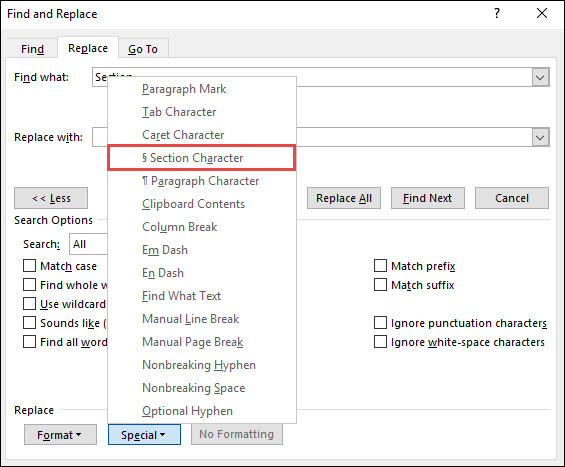 Find and Replace ? ×
Find Replace Go To
Find what: Section
Paragraph Mark
Tab Character
Replace with: Caret Character
§ Section Character
¶ Paragraph Character
<< Less Replace All Find Next Cancel
Clipboard Contents
Search Options
Column Break
Search: All
Em Dash
Match case Match prefix
En Dash
Find whole w Match suffix
Find What Text
Use wildcard
Manual Line Break
Sounds like ( Ignore punctuation characters
Find all word Manual Page Break Ignore white-space characters
Nonbreaking Hyphen
Nonbreaking Space
Replace Optional Hyphen
Format Special No Formatting